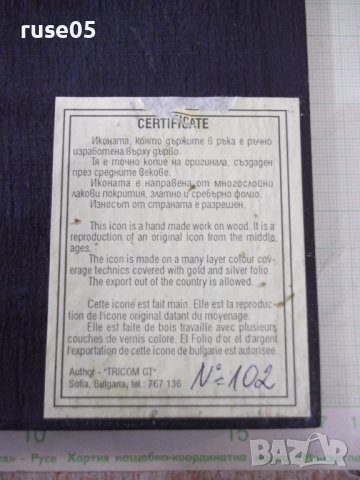 ruse05
CERTIFICATE
Иконата, която държите в ръка е ръчно
изработена върху дърво.
Тя е точно копие на оригинала, създаден
през средните векове.
Иконата е направена от многослойни
лакови покрития, златно и сребърно фолио.
Износът от страната е разрешен.
This icon is a hand made work on wood. It is a
reproduction of an original icon from the middle
ages.
The icon is made on a many layer colour cov-
erage technics covered with gold and silver folio.
The export out of the country is allowed.
Cette icone est fait main. Elle est la reproduc-
tion de l'icone original datant du moyenage.
Elle est faite de bois travaille avec plusieurs
couches de vernis colore. Et Folio d'or et d'argent
l'exportation de cette icone de bulgarie est autorisee.
Author - "TRICOM GT"
Sofia, Bulgaria, tel.: 767 136
№=102
10 15
- Русе Картия мащабно-координатна
BAZAR